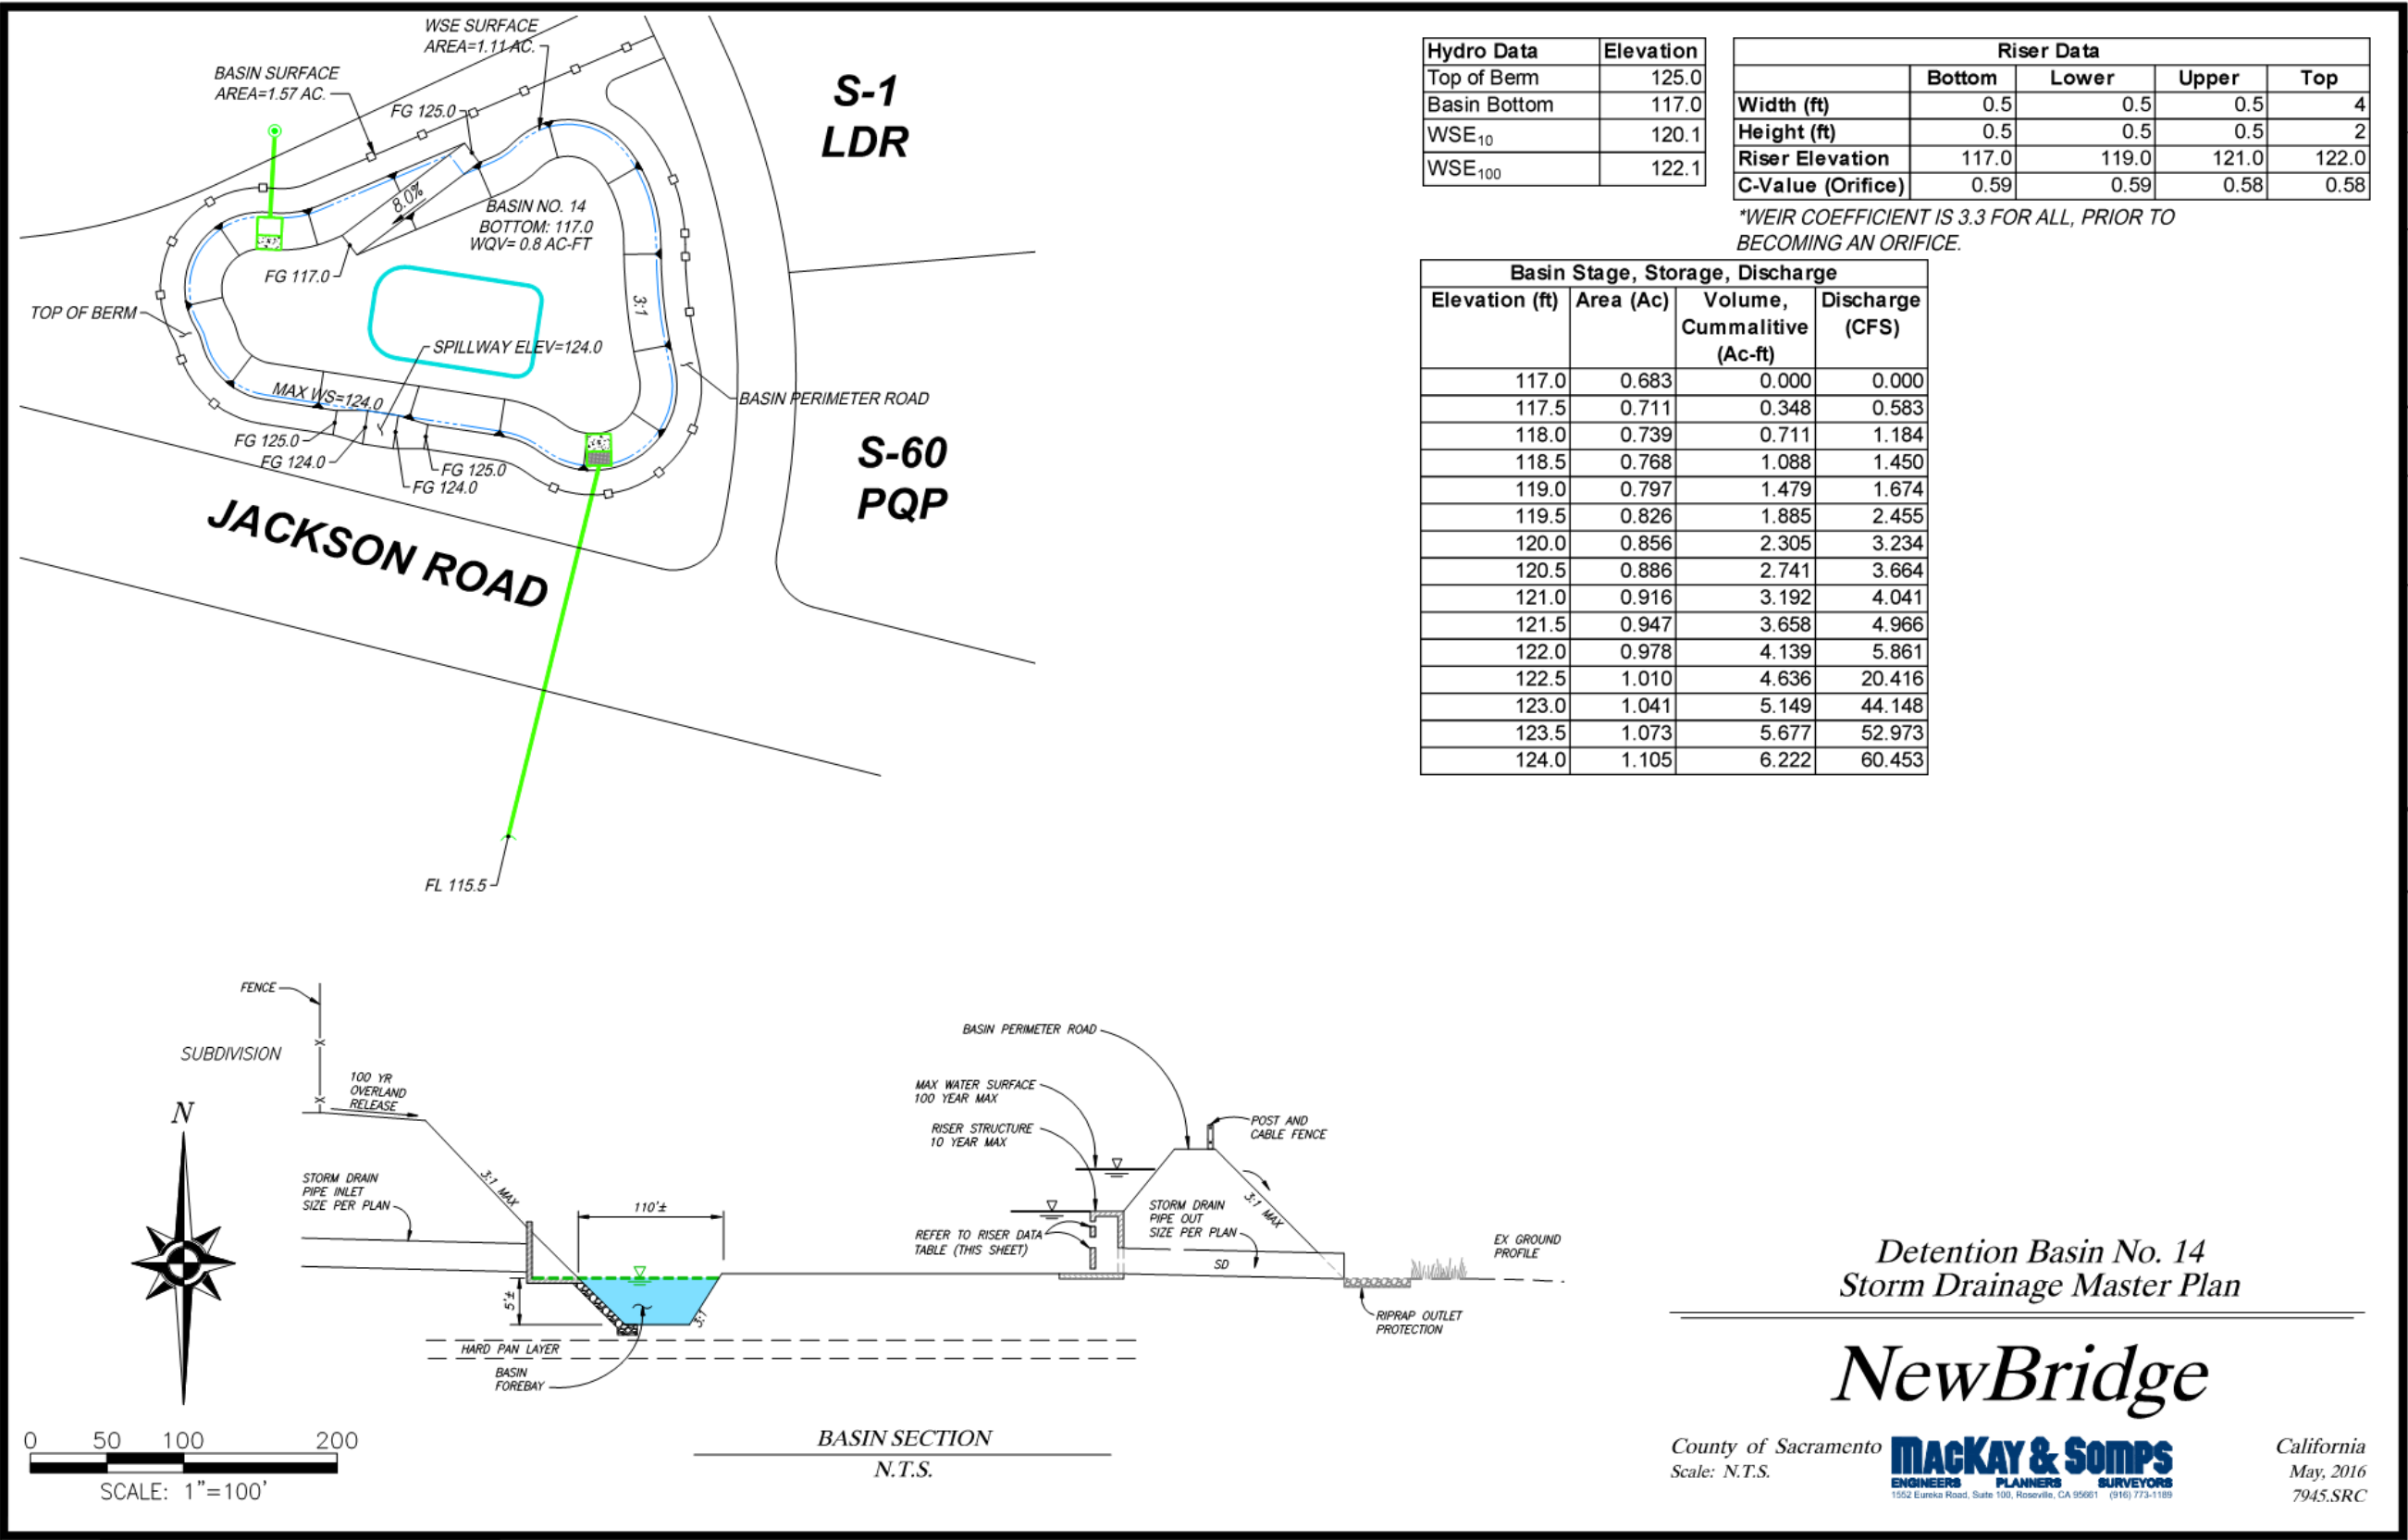 WSE SURFACE
AREA=1.11 AC.
BASIN SURFACE
AREA=1.57 AC.
FG 125.0
S-1
LDR
8.0%
BASIN NO. 14
BOTTOM: 117.0
WQV= 0.8 AC-FT
FG 117.0
3:1
TOP OF BERM
SPILLWAY ELEV=124.0
MAX WS=124.0
BASIN PERIMETER ROAD
FG 125.0
FG 124.0
FG 125.0
FG 124.0
S-60
PQP
JACKSON ROAD
FL 115.5
Hydro Data Elevation
Top of Berm 125.0
Basin Bottom 117.0
WSE10 120.1
WSE100 122.1
Riser Data
Bottom Lower Upper Top
Width (ft) 0.5 0.5 0.5 4
Height (ft) 0.5 0.5 0.5 2
Riser Elevation 117.0 119.0 121.0 122.0
C-Value (Orifice) 0.59 0.59 0.58 0.58
*WEIR COEFFICIENT IS 3.3 FOR ALL, PRIOR TO
BECOMING AN ORIFICE.
Basin Stage, Storage, Discharge
Elevation (ft) Area (Ac) Volume, Discharge
Cummalitive (CFS)
(Ac-ft)
117.0 0.683 0.000 0.000
117.5 0.711 0.348 0.583
118.0 0.739 0.711 1.184
118.5 0.768 1.088 1.450
119.0 0.797 1.479 1.674
119.5 0.826 1.885 2.455
120.0 0.856 2.305 3.234
120.5 0.886 2.741 3.664
121.0 0.916 3.192 4.041
121.5 0.947 3.658 4.966
122.0 0.978 4.139 5.861
122.5 1.010 4.636 20.416
123.0 1.041 5.149 44.148
123.5 1.073 5.677 52.973
124.0 1.105 6.222 60.453
FENCE
SUBDIVISION
100 YR
OVERLAND
RELEASE
3:1 MAX
STORM DRAIN
PIPE INLET
SIZE PER PLAN
110'±
5'±
3:1
HARD PAN LAYER
BASIN
FOREBAY
BASIN PERIMETER ROAD
MAX WATER SURFACE
100 YEAR MAX
RISER STRUCTURE
10 YEAR MAX
POST AND
CABLE FENCE
3:1 MAX
STORM DRAIN
PIPE OUT
SIZE PER PLAN
REFER TO RISER DATA
TABLE (THIS SHEET)
SD
EX GROUND
PROFILE
RIPRAP OUTLET
PROTECTION
N
0 50 100 200
SCALE: 1"=100'
BASIN SECTION
N.T.S.
Detention Basin No. 14
Storm Drainage Master Plan
NewBridge
County of Sacramento
Scale: N.T.S.
MACKAY & SOMPS
ENGINEERS PLANNERS SURVEYORS
1552 Eureka Road, Suite 100, Roseville, CA 95661 (916) 773-1189
California
May, 2016
7945.SRC